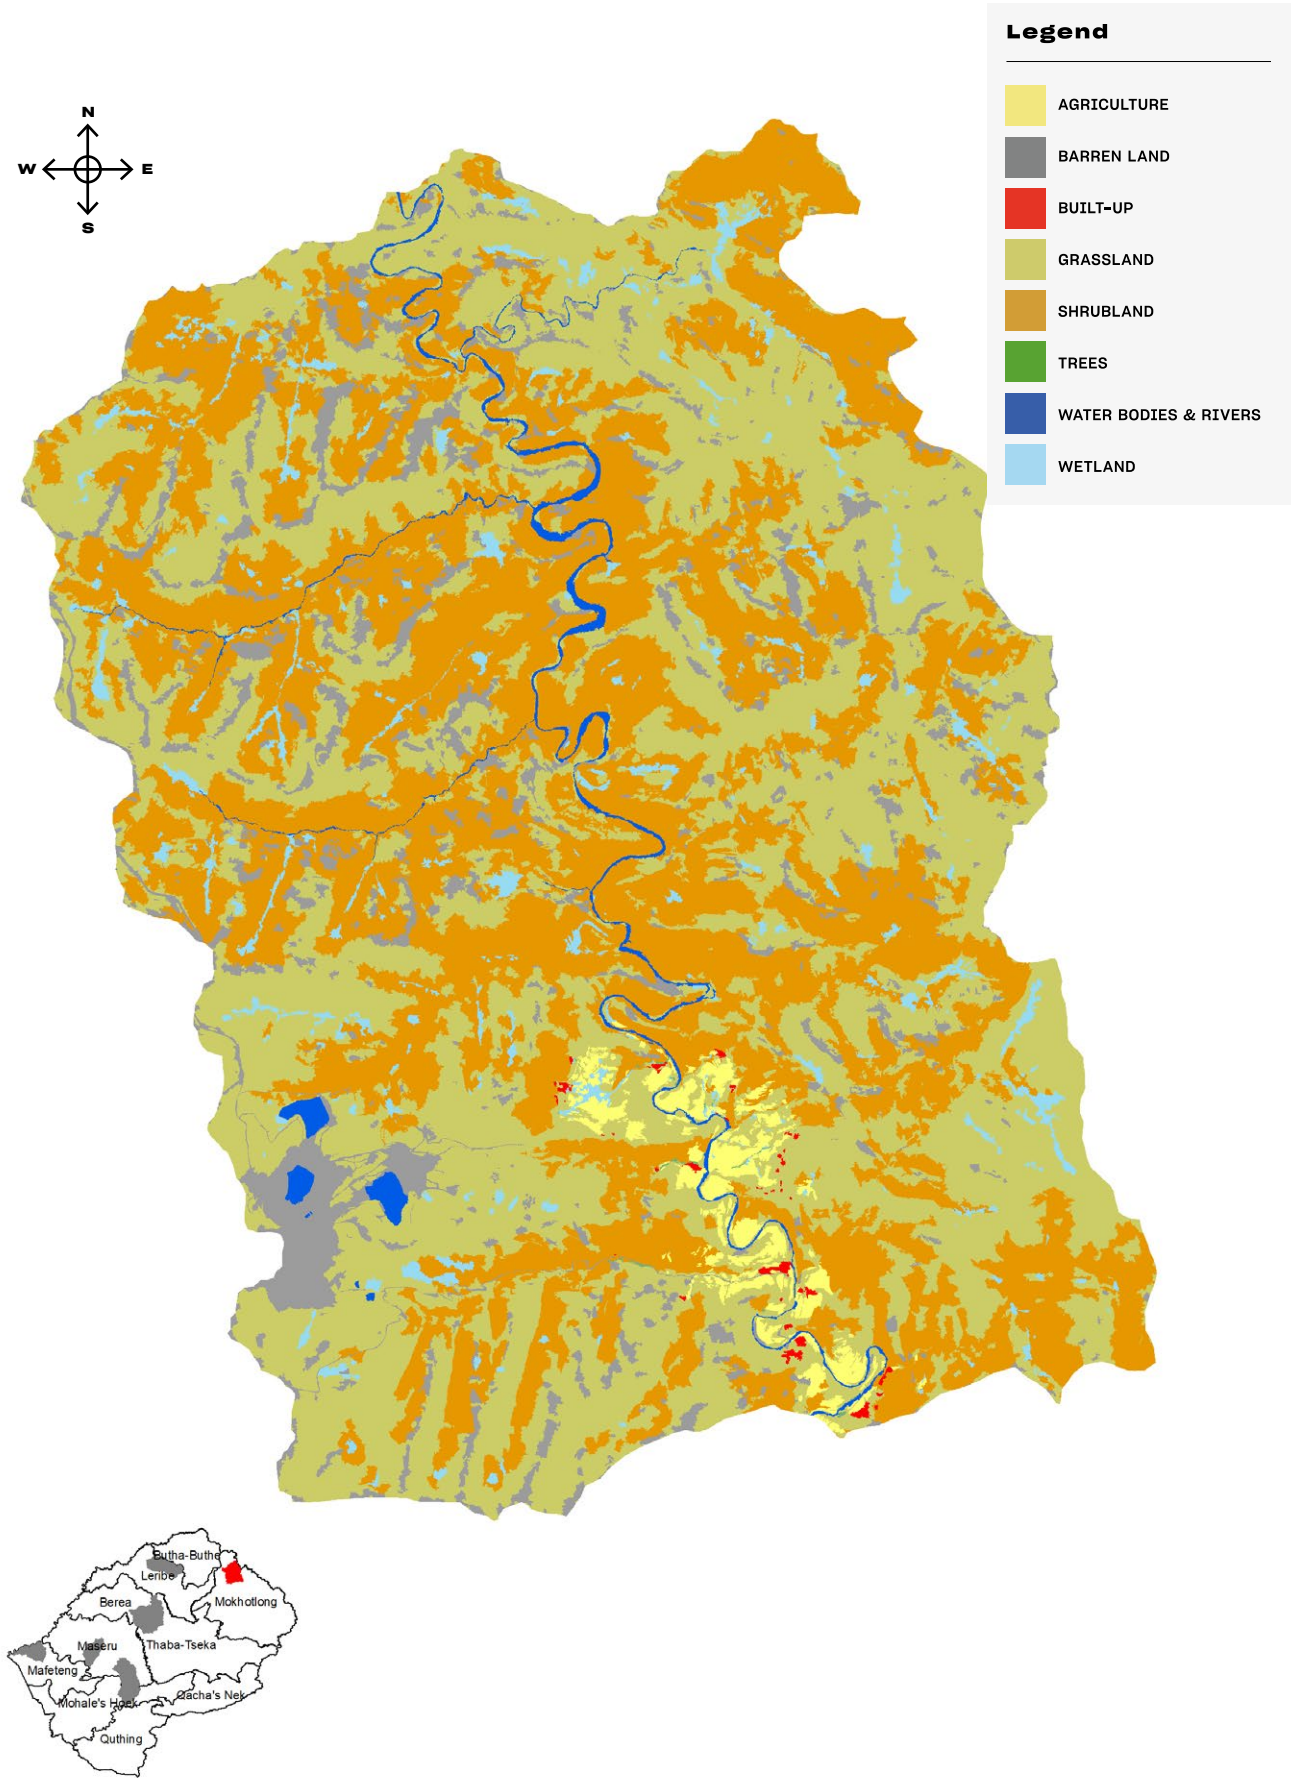 Legend
AGRICULTURE
BARREN LAND
BUILT-UP
GRASSLAND
SHRUBLAND
TREES
WATER BODIES & RIVERS
WETLAND
N
W E
S
Butha-Buthe
Leribe
Berea
Mokhotlong
Maseru
Thaba-Tseka
Mafeteng
Qacha's Nek
Mohale's Hoek
Quthing